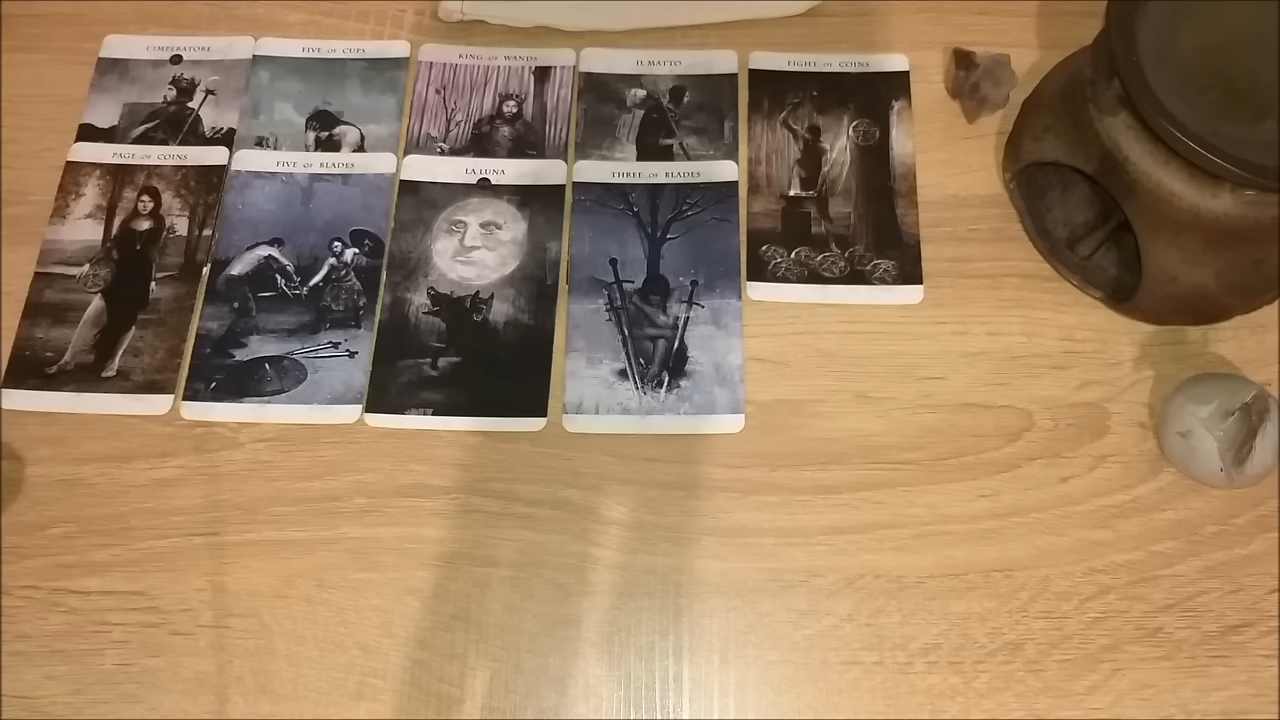 L'IMPERATORE
FIVE OF CUPS
KING OF WANDS
IL MATTO
EIGHT OF COINS
PAGE OF COINS
FIVE OF BLADES
LA LUNA
THREE OF BLADES